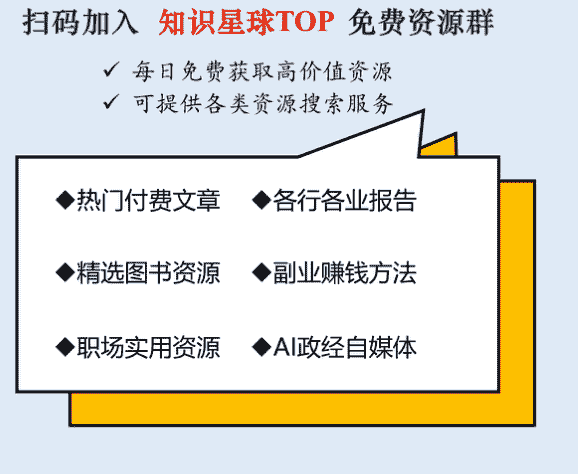 扫码加入 知识星球TOP 免费资源群
✓ 每日免费获取高价值资源
✓ 可提供各类资源搜索服务
◆热门付费文章 ◆各行各业报告
◆精选图书资源 ◆副业赚钱方法
◆职场实用资源 ◆AI政经自媒体